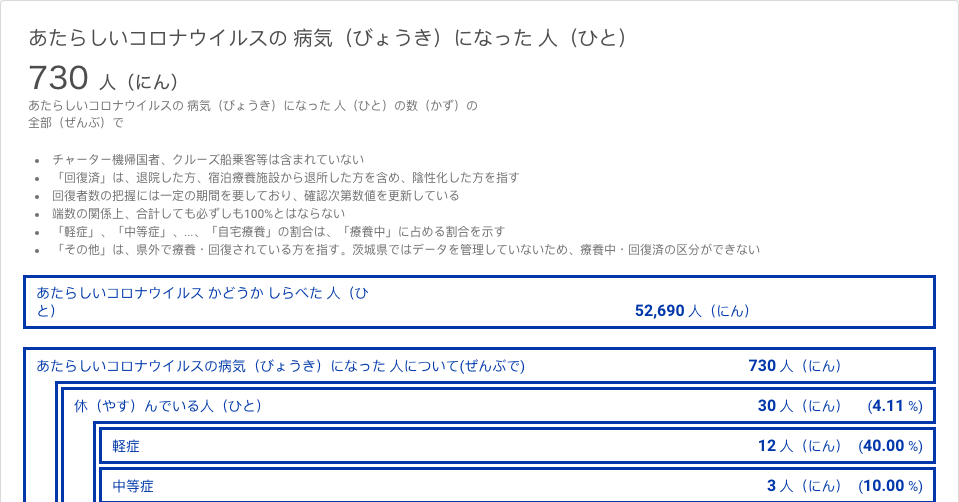 あたらしいコロナウイルスの 病気（びょうき）になった 人（ひと）
730 人（にん）
あたらしいコロナウイルスの 病気（びょうき）になった 人（ひと）の数（かず）の
全部（ぜんぶ）で
• チャーター機帰国者、クルーズ船乗客等は含まれていない
• 「回復済」は、退院した方、宿泊療養施設から退所した方を含め、陰性化した方を指す
• 回復者数の把握には一定の期間を要しており、確認次第数値を更新している
• 端数の関係上、合計しても必ずしも100%とはならない
• 「軽症」、「中等症」、...、「自宅療養」の割合は、「療養中」に占める割合を示す
• 「その他」は、県外で療養・回復されている方を指す。茨城県ではデータを管理していないため、療養中・回復済の区分ができない
あたらしいコロナウイルス かどうか しらべた 人（ひ
と） 52,690 人（にん）
あたらしいコロナウイルスの病気（びょうき）になった 人について(ぜんぶで) 730 人（にん）
休（やす）んでいる人（ひと） 30 人（にん） (4.11 %)
軽症 12 人（にん） (40.00 %)
中等症 3 人（にん） (10.00 %)